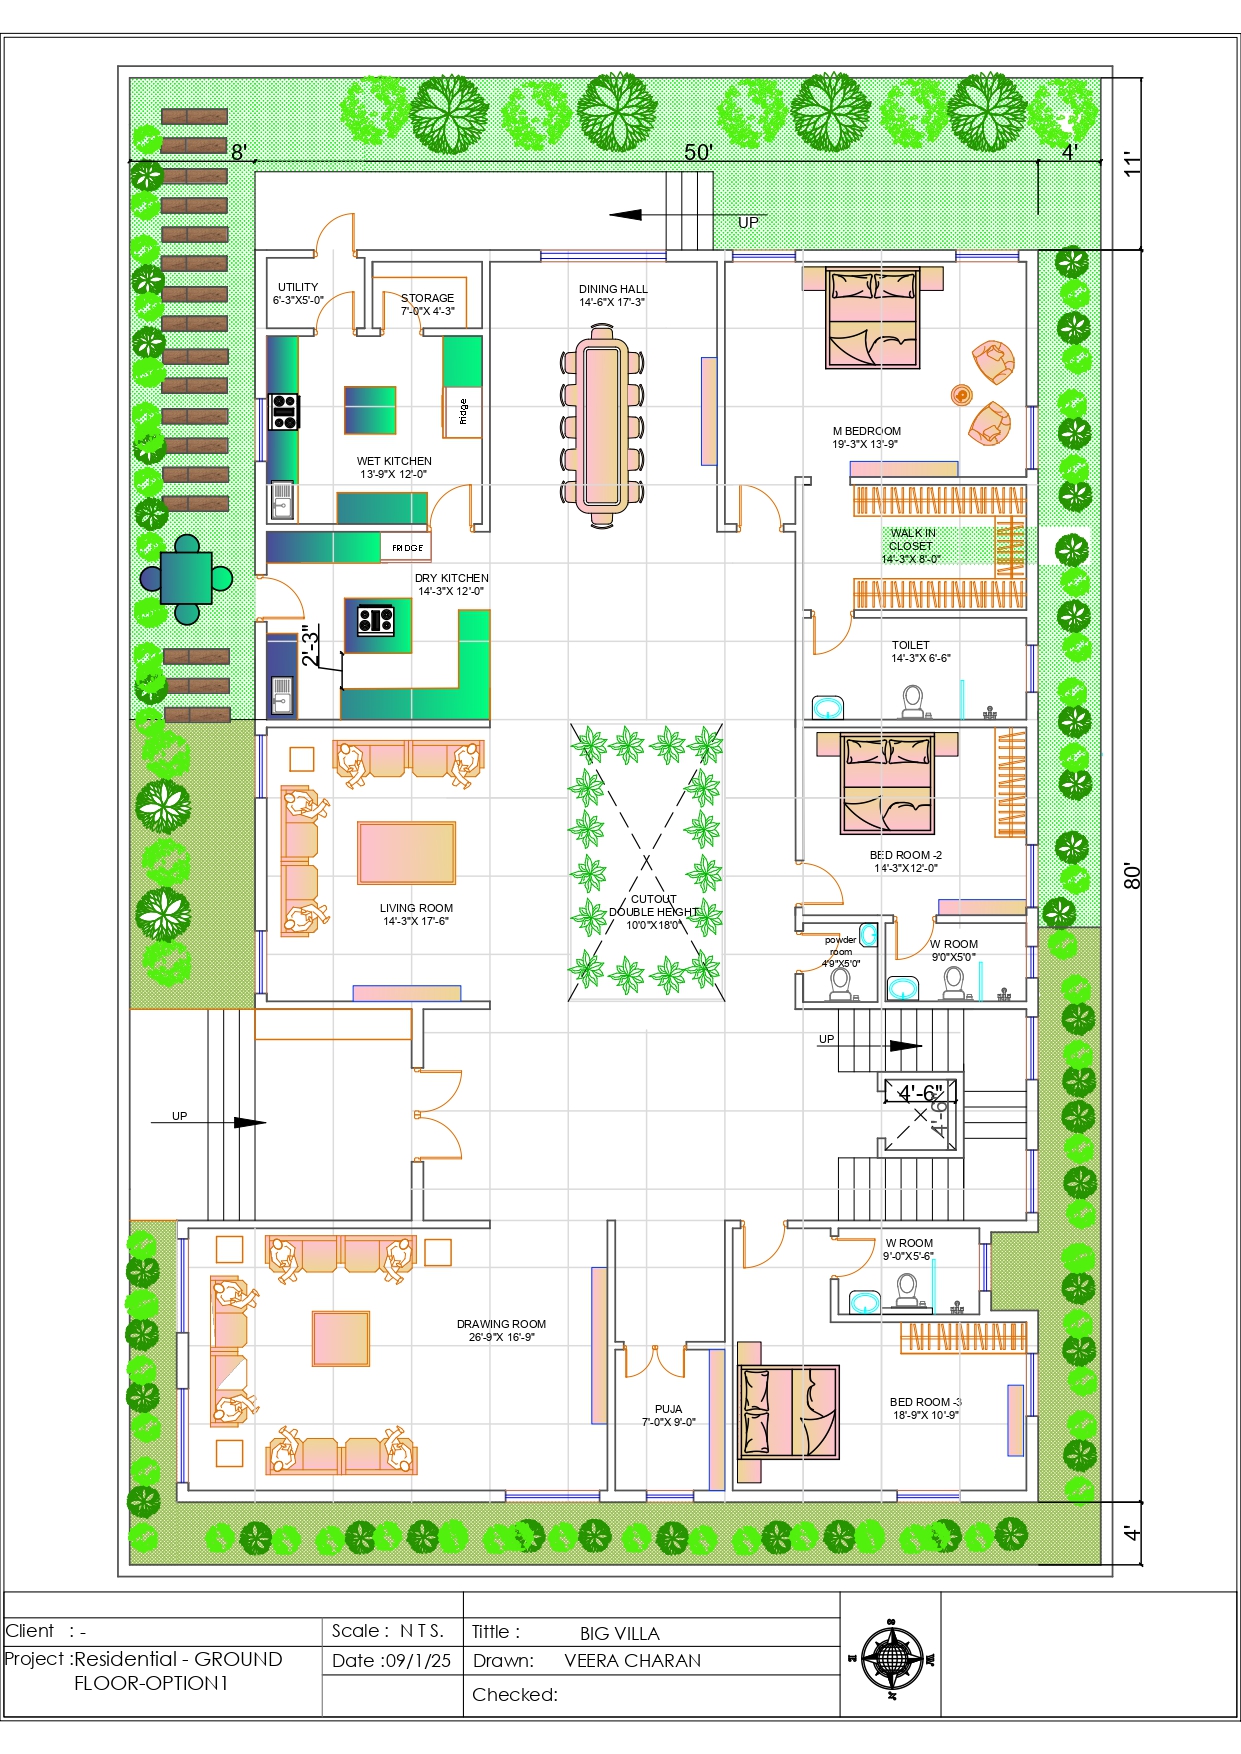 8'
50'
4'
11'
UP
UTILITY
6'-3"X5'-0"
STORAGE
7'-0"X 4'-3"
DINING HALL
14'-6"X 17'-3"
Fridge
WET KITCHEN
13'-9"X 12'-0"
M BEDROOM
19'-3"X 13'-9"
FRIDGE
DRY KITCHEN
14'-3"X 12'-0"
2'-3"
WALK IN
CLOSET
14'-3"X 8'-0"
TOILET
14'-3"X 6'-6"
LIVING ROOM
14'-3"X 17'-6"
CUTOUT
DOUBLE HEIGHT
10'0"X18'0"
BED ROOM -2
14'-3"X12'-0"
80'
powder
room
4'9"X5'0"
W ROOM
9'0"X5'0"
UP
UP
4'-6"
4'-6"
DRAWING ROOM
26'-9"X 16'-9"
PUJA
7'-0"X 9'-0"
W ROOM
9'-0"X5'-6"
BED ROOM -3
18'-9"X 10'-9"
4'
Client : -
Scale : N T S.
Tittle : BIG VILLA
Project :Residential - GROUND
FLOOR-OPTION1
Date :09/1/25
Drawn: VEERA CHARAN
Checked:
S
E
W
N